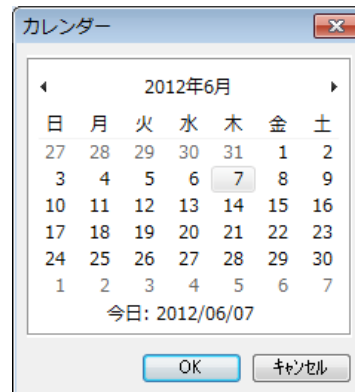 カレンダー
2012年6月
日 月 火 水 木 金 土
27 28 29 30 31 1 2
3 4 5 6 7 8 9
10 11 12 13 14 15 16
17 18 19 20 21 22 23
24 25 26 27 28 29 30
1 2 3 4 5 6 7
今日: 2012/06/07
OK キャンセル